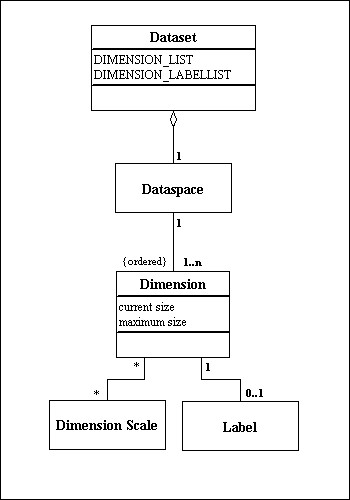 Dataset
DIMENSION_LIST
DIMENSION_LABELLIST
1
Dataspace
1
{ordered} 1..n
Dimension
current size
maximum size
* 1
* 0..1
Dimension Scale
Label